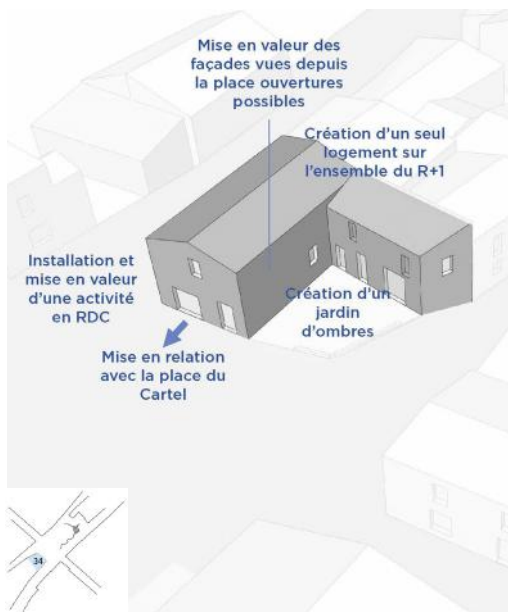 Mise en valeur des
façades vues depuis
la place ouvertures
possibles
Création d'un seul
logement sur
l'ensemble du R+1
Installation et
mise en valeur
d'une activité
en RDC
Création d'un
jardin
d'ombres
Mise en relation
avec la place du
Cartel
34